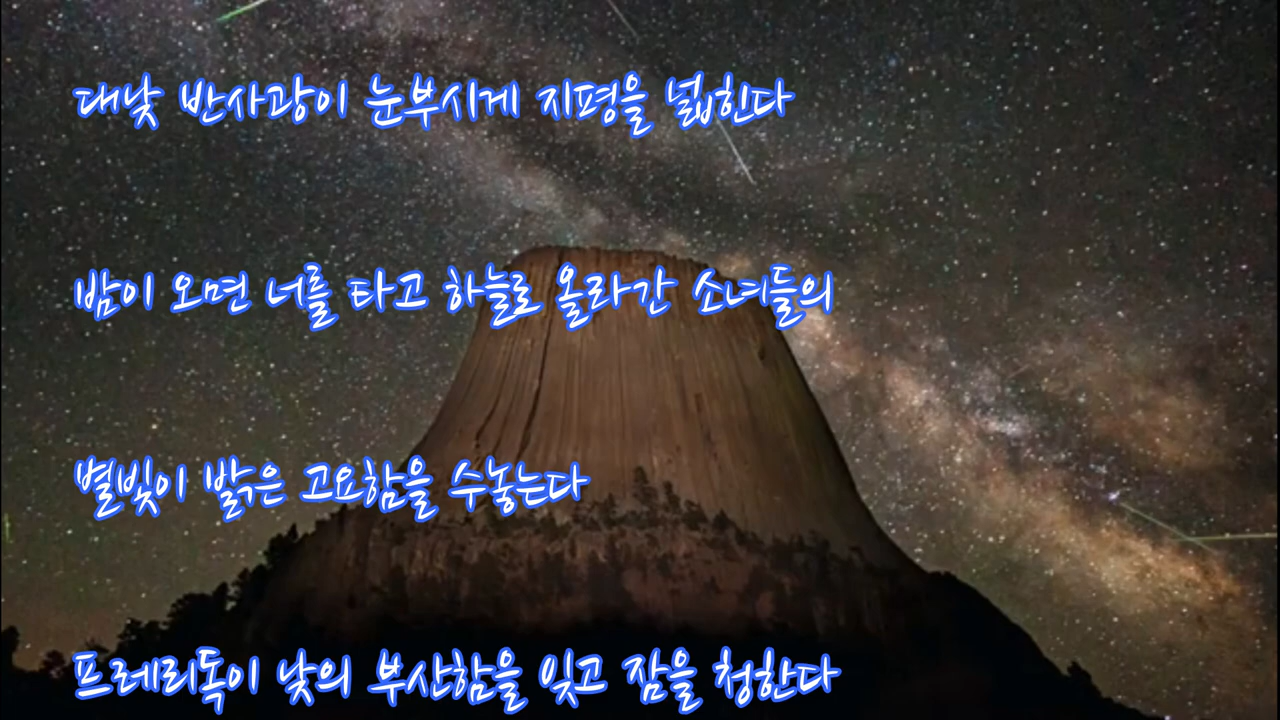 대낮 반사광이 눈부시게 지평을 넓힌다
밤이 오면 너를 타고 하늘로 올라간 소녀들의
별빛이 밝은 고요함을 수놓는다
프레리독이 낮의 부산함을 잊고 잠을 청한다